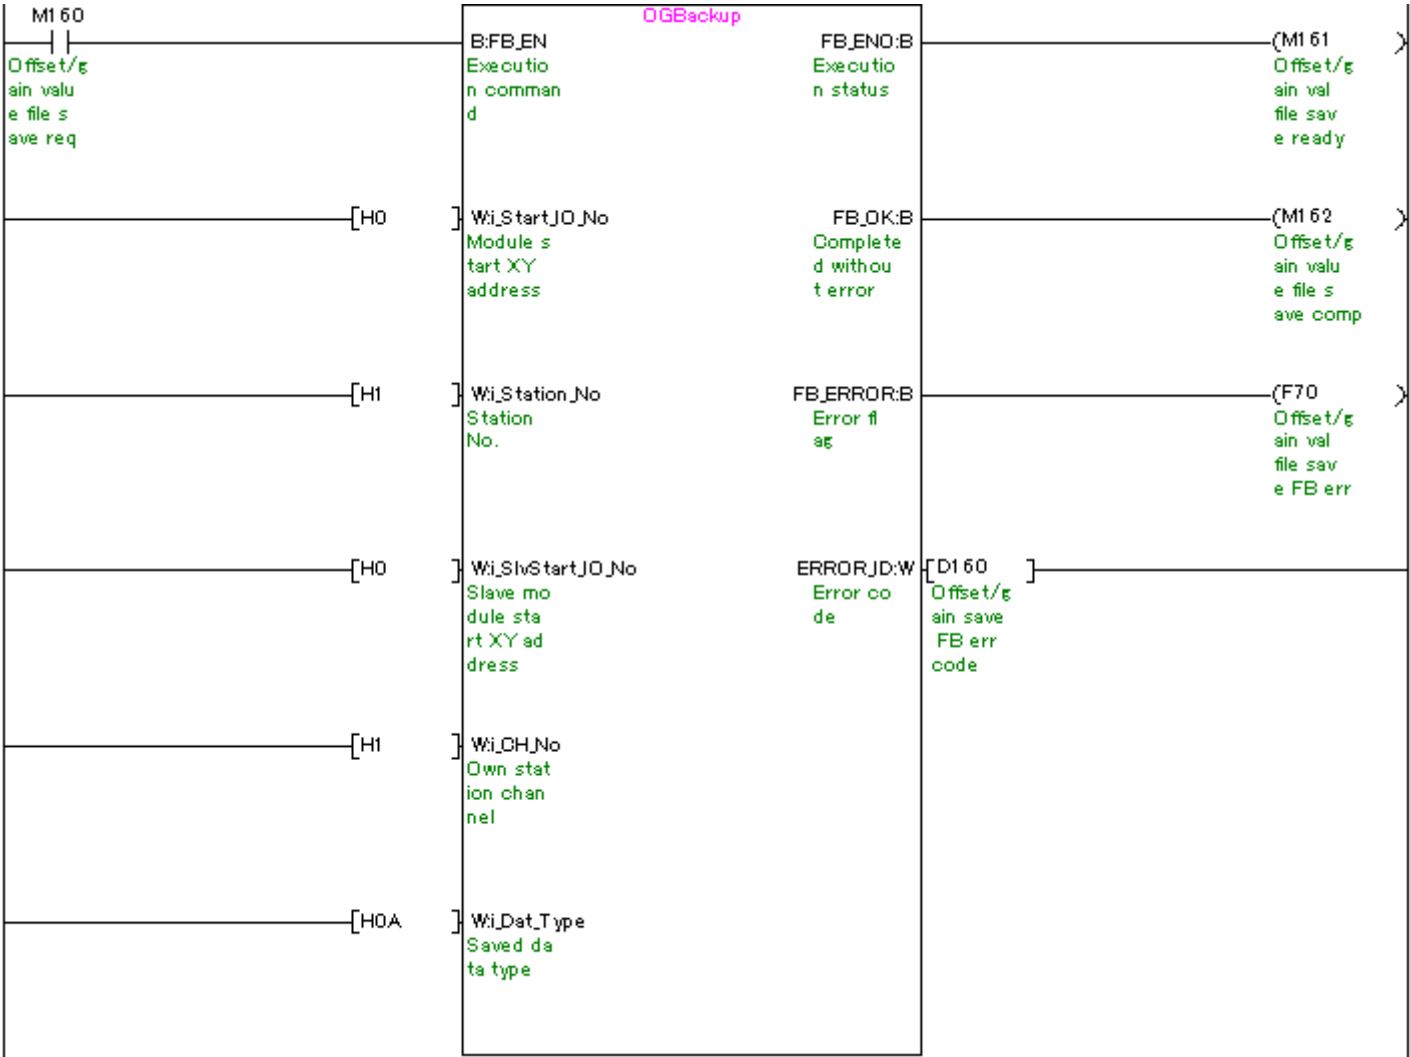 M160
OGBackup
B:FB_EN
FB_ENO:B
(M161 )
Offset/g
ain valu
e file s
ave req
Executio
n comman
d
Executio
n status
Offset/g
ain val
file sav
e ready
[H0 ]
W:i_Start_IO_No
FB_OK:B
(M162 )
Module s
tart XY
address
Complete
d withou
t error
Offset/g
ain valu
e file s
ave comp
[H1 ]
W:i_Station_No
FB_ERROR:B
(F70 )
Station
No.
Error fl
ag
Offset/g
ain val
file sav
e FB err
[H0 ]
W:i_SlvStart_IO_No
ERROR_ID:W
[D160 ]
Slave mo
dule sta
rt XY ad
dress
Error co
de
Offset/g
ain save
FB err
code
[H1 ]
W:i_CH_No
Own stat
ion chan
nel
[H0A ]
W:i_Dat_Type
Saved da
ta type